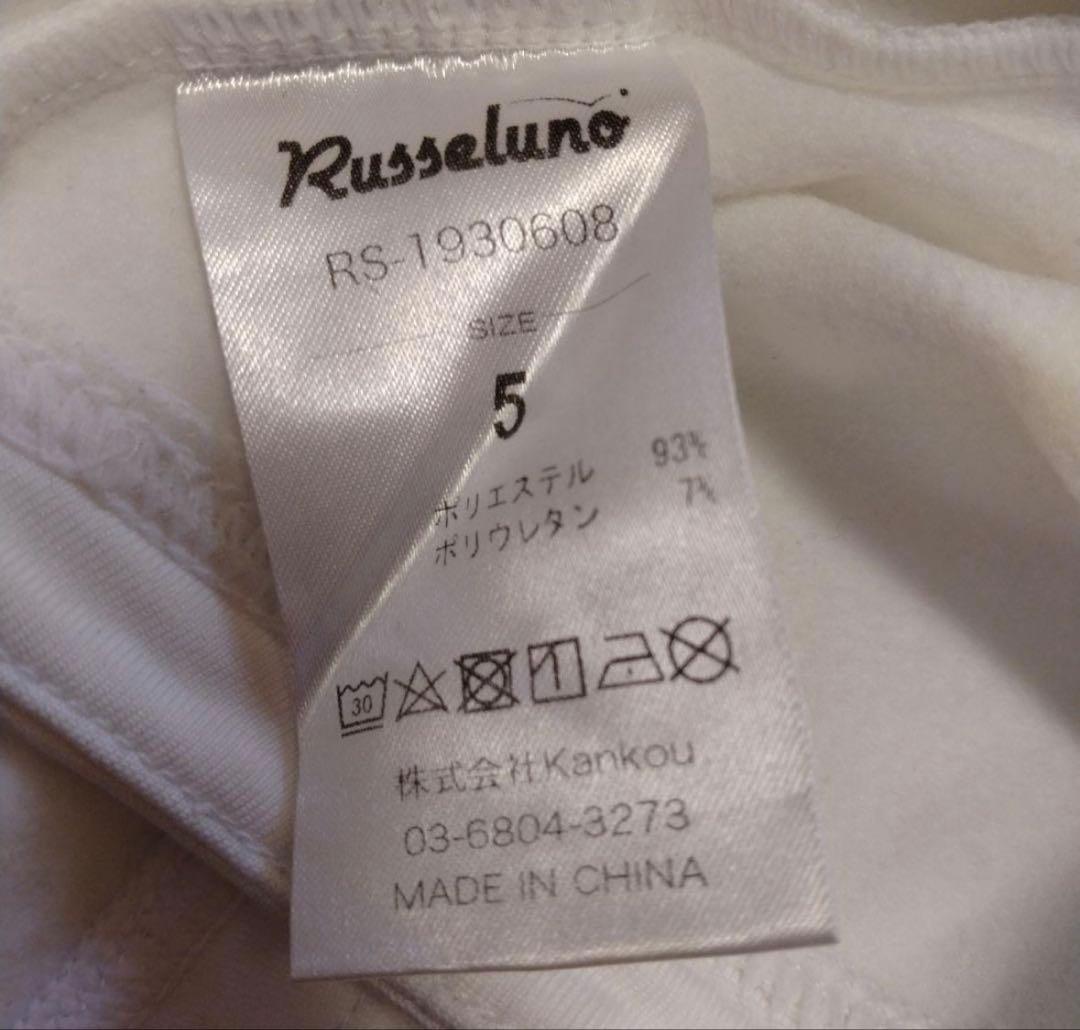 Russeluno
RS-1930608
SIZE
5
ポリエステル 93%
ポリウレタン 7%
30
株式会社Kankou
03-6804-3273
MADE IN CHINA